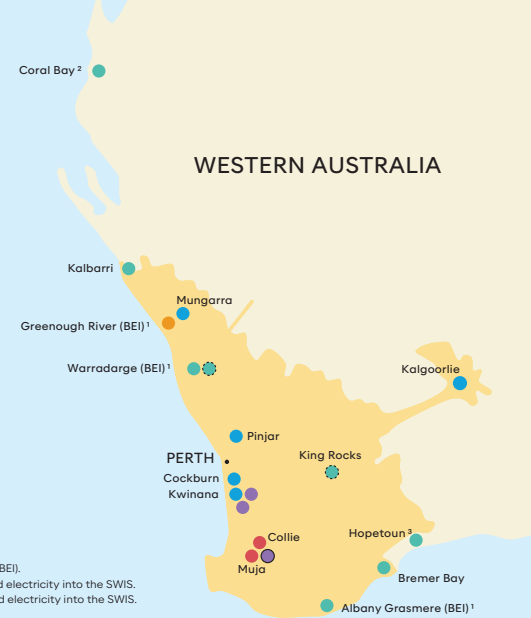 Coral Bay ²
WESTERN AUSTRALIA
Kalbarri
Mungarra
Greenough River (BEI) ¹
Warradarge (BEI) ¹
Kalgoorlie
Pinjar
PERTH
King Rocks
Cockburn
Kwinana
Collie
Hopetoun ³
Muja
BEI).
Bremer Bay
d electricity into the SWIS.
d electricity into the SWIS.
Albany Grasmere (BEI) ¹